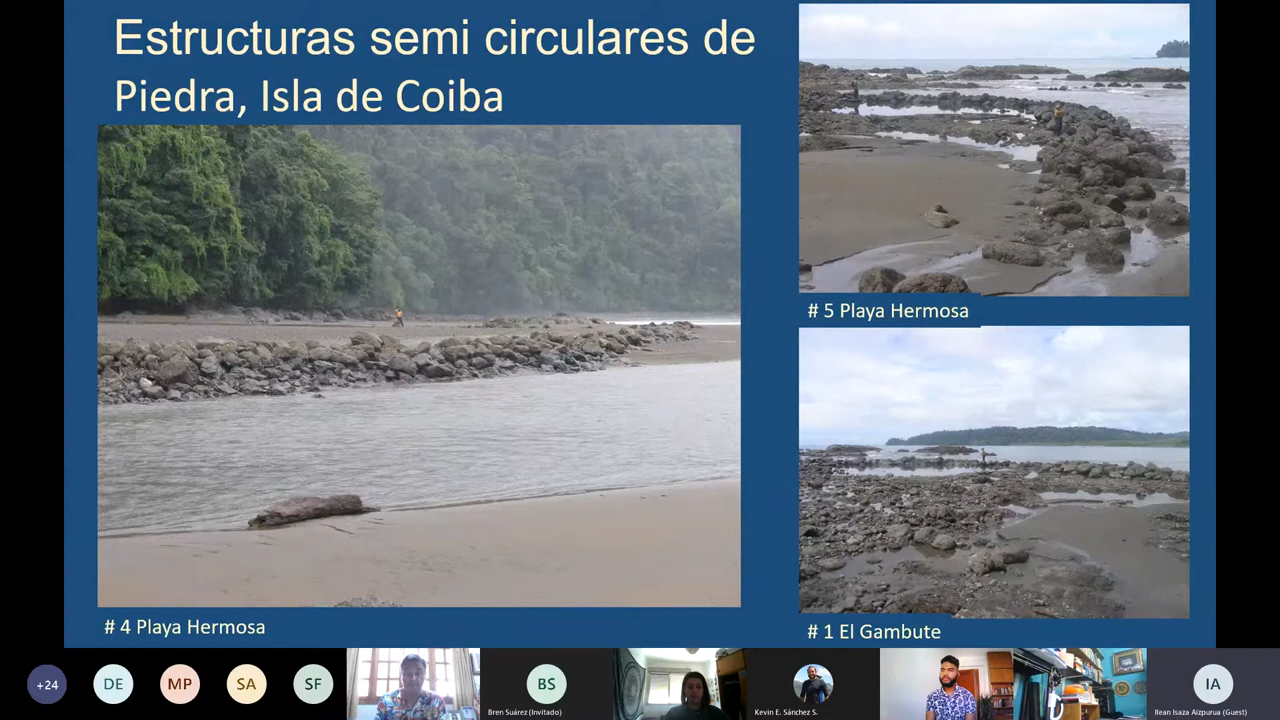 Estructuras semi circulares de
Piedra, Isla de Coiba
# 5 Playa Hermosa
# 4 Playa Hermosa
# 1 El Gambute
+24
DE
MP
SA
SF
BS
Bren Suárez (Invitado)
Kevin E. Sánchez S.
IA
Ilean Isaza Aizpurua (Guest)